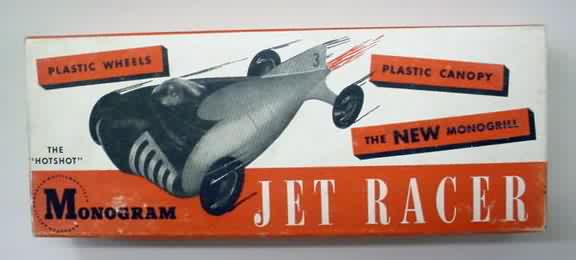 PLASTIC WHEELS
3
PLASTIC CANOPY
THE NEW MONOGRILL
THE
"HOTSHOT"
MONOGRAM
JET RACER